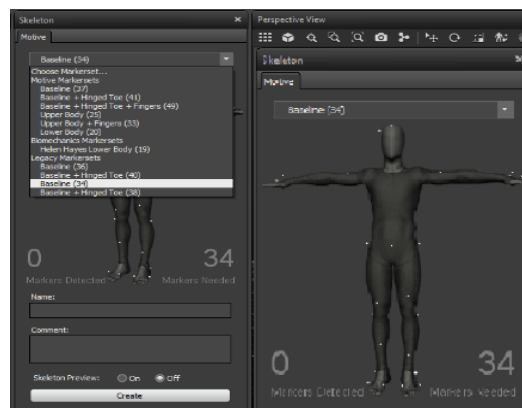 Skeleton
Motive
Baseline (34)
Choose Markerset...
Motive Markersets
Baseline (37)
Baseline + Hinged Toe (41)
Baseline + Hinged Toe + Fingers (49)
Upper Body (25)
Upper Body + Fingers (33)
Lower Body (20)
Biomechanics Markersets
Helen Hayes Lower Body (19)
Legacy Markersets
Baseline (36)
Baseline + Hinged Toe (40)
Baseline (34)
Baseline + Hinged Toe (38)
0 34
Markers Detected Markers Needed
Name:
Comment:
Skeleton Preview: On Off
Create
Perspective View
Skeleton
Motive
Baseline (34)
0 34
Markers Detected Markers Needed